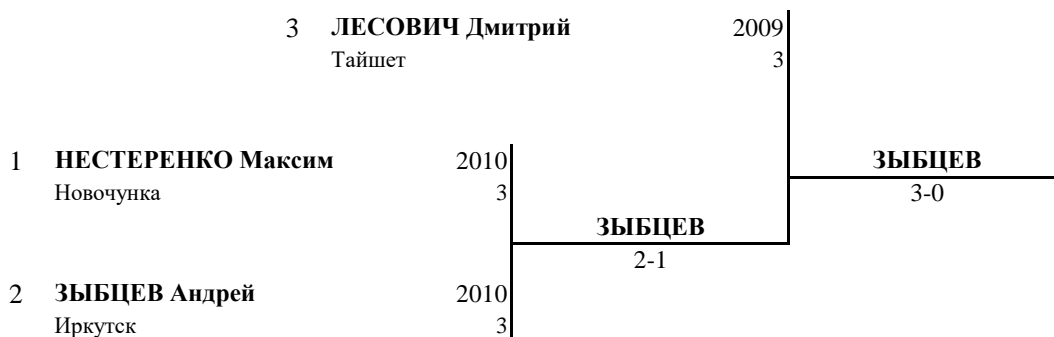 3 ЛЕСОВИЧ Дмитрий 2009
Тайшет 3
1 НЕСТЕРЕНКО Максим 2010
ЗЫБЦЕВ
Новочунка 3
3-0
ЗЫБЦЕВ
2-1
2 ЗЫБЦЕВ Андрей 2010
Иркутск 3